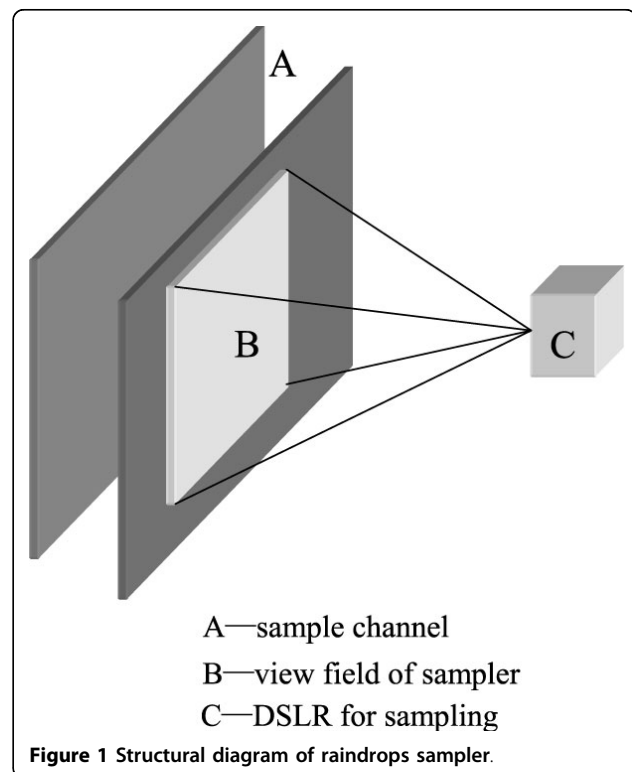 A
B
C
A—sample channel
B—view field of sampler
C—DSLR for sampling
Figure 1 Structural diagram of raindrops sampler.